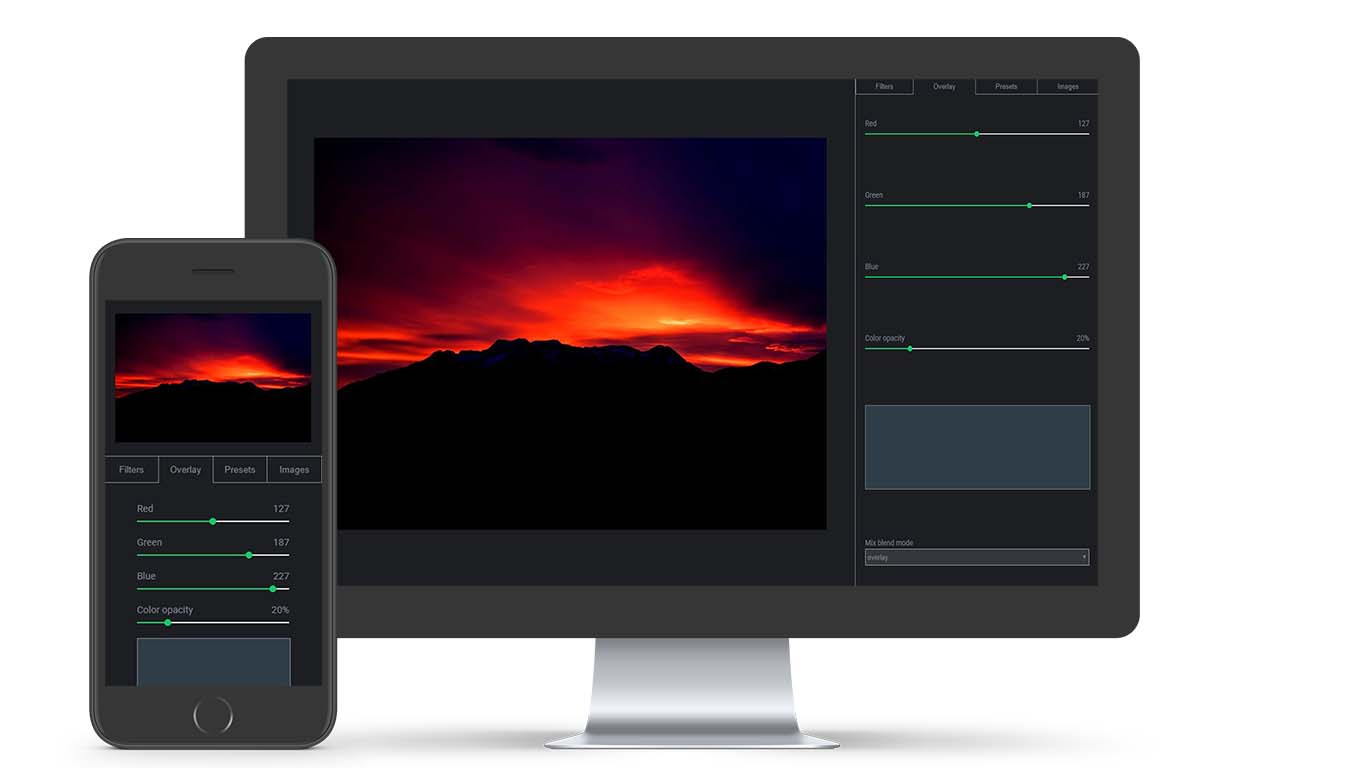 Filters Overlay Presets Images
Red 127
Green 187
Blue 227
Color opacity 20%
Mix blend mode
overlay
Filters Overlay Presets Images
Red 127
Green 187
Blue 227
Color opacity 20%